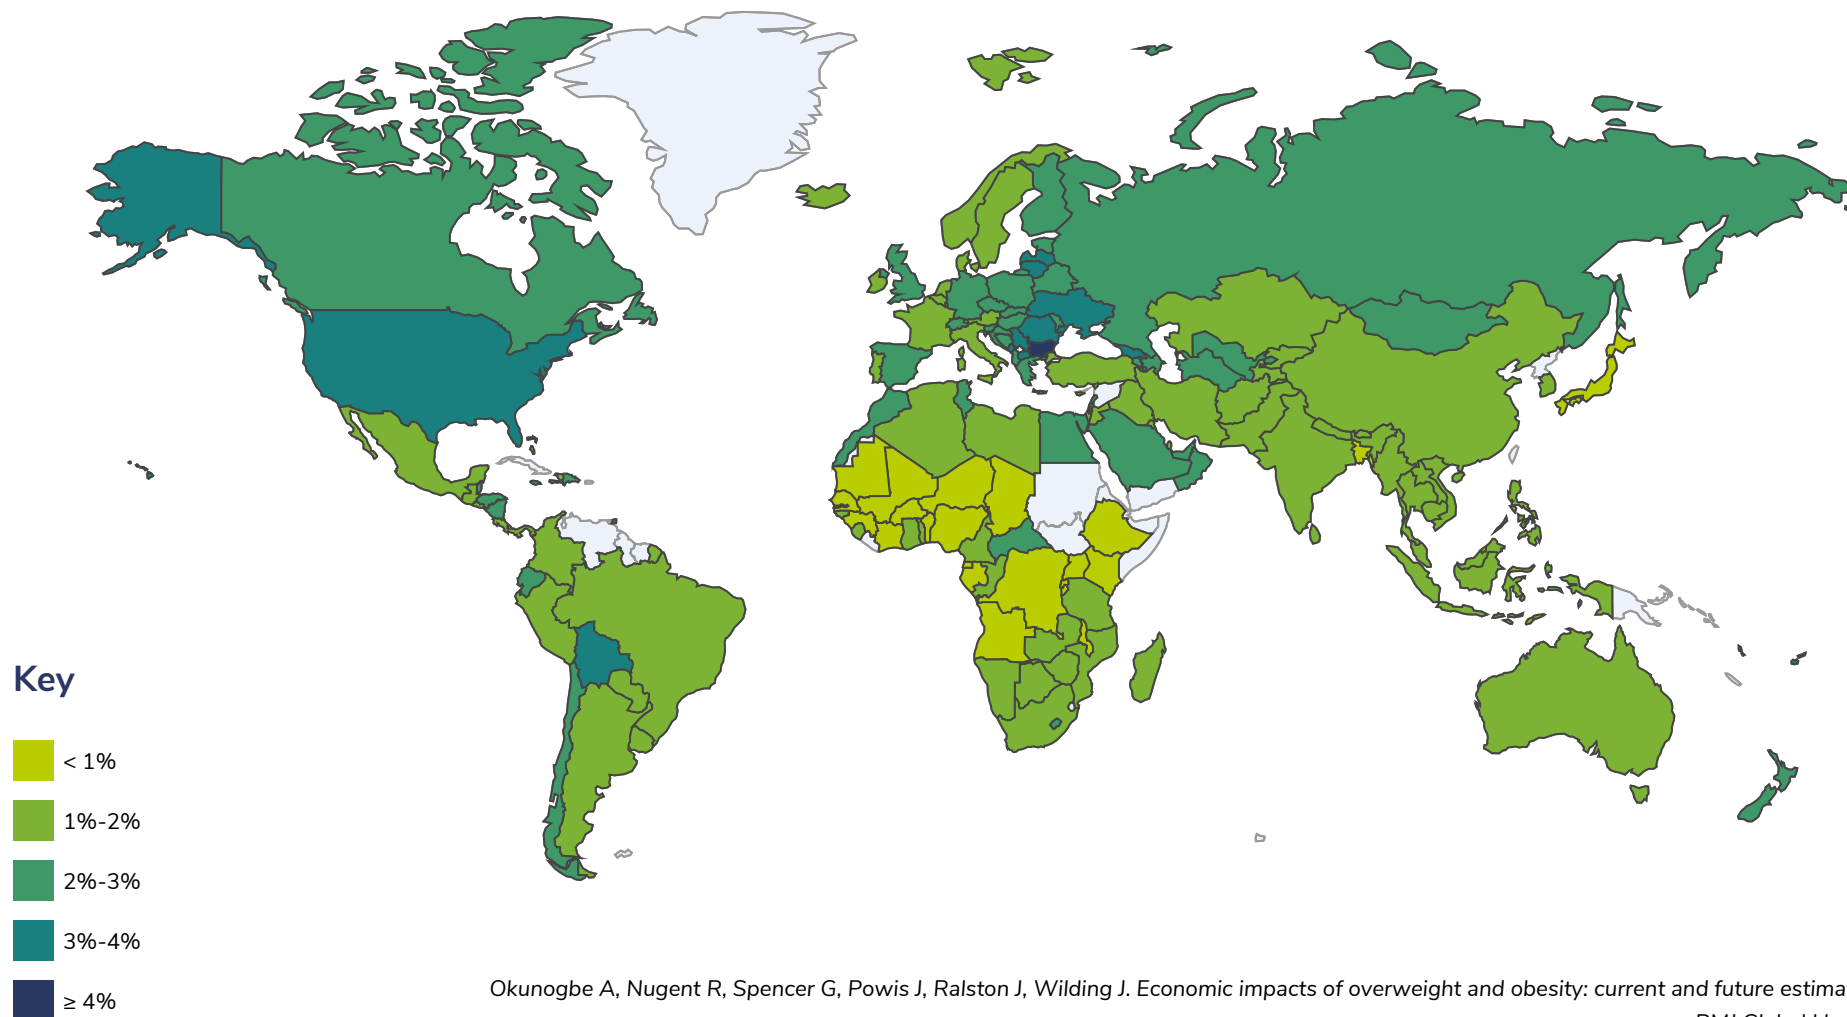 Key
< 1%
1%-2%
2%-3%
3%-4%
≥ 4%
Okunogbe A, Nugent R, Spencer G, Powis J, Ralston J, Wilding J. Economic impacts of overweight and obesity: current and future estima